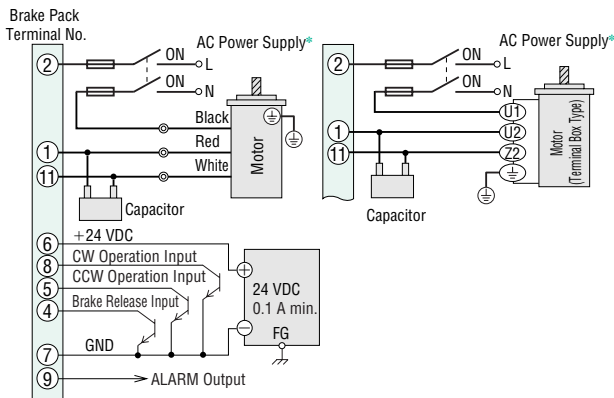 Brake Pack
Terminal No.
AC Power Supply*
2
ON
L
ON
N
Black
Red
1
White
11
Motor
Capacitor
AC Power Supply*
2
ON
L
ON
N
U1
1
U2
11
Z2
Motor
(Terminal Box Type)
Capacitor
6
+24 VDC
8
CW Operation Input
5
CCW Operation Input
4
Brake Release Input
24 VDC
0.1 A min.
FG
7
GND
9
ALARM Output